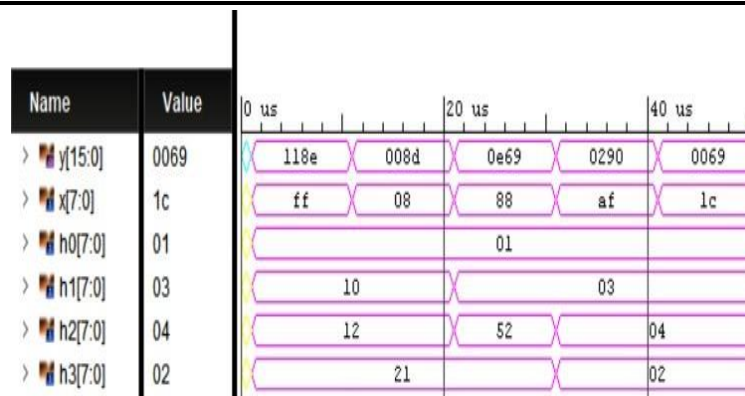 Name Value 0 us 20 us 40 us
y[15:0] 0069 118e 008d 0e69 0290 0069
x[7:0] 1c ff 08 88 af 1c
h0[7:0] 01 01
h1[7:0] 03 10 03
h2[7:0] 04 12 52 04
h3[7:0] 02 21 02